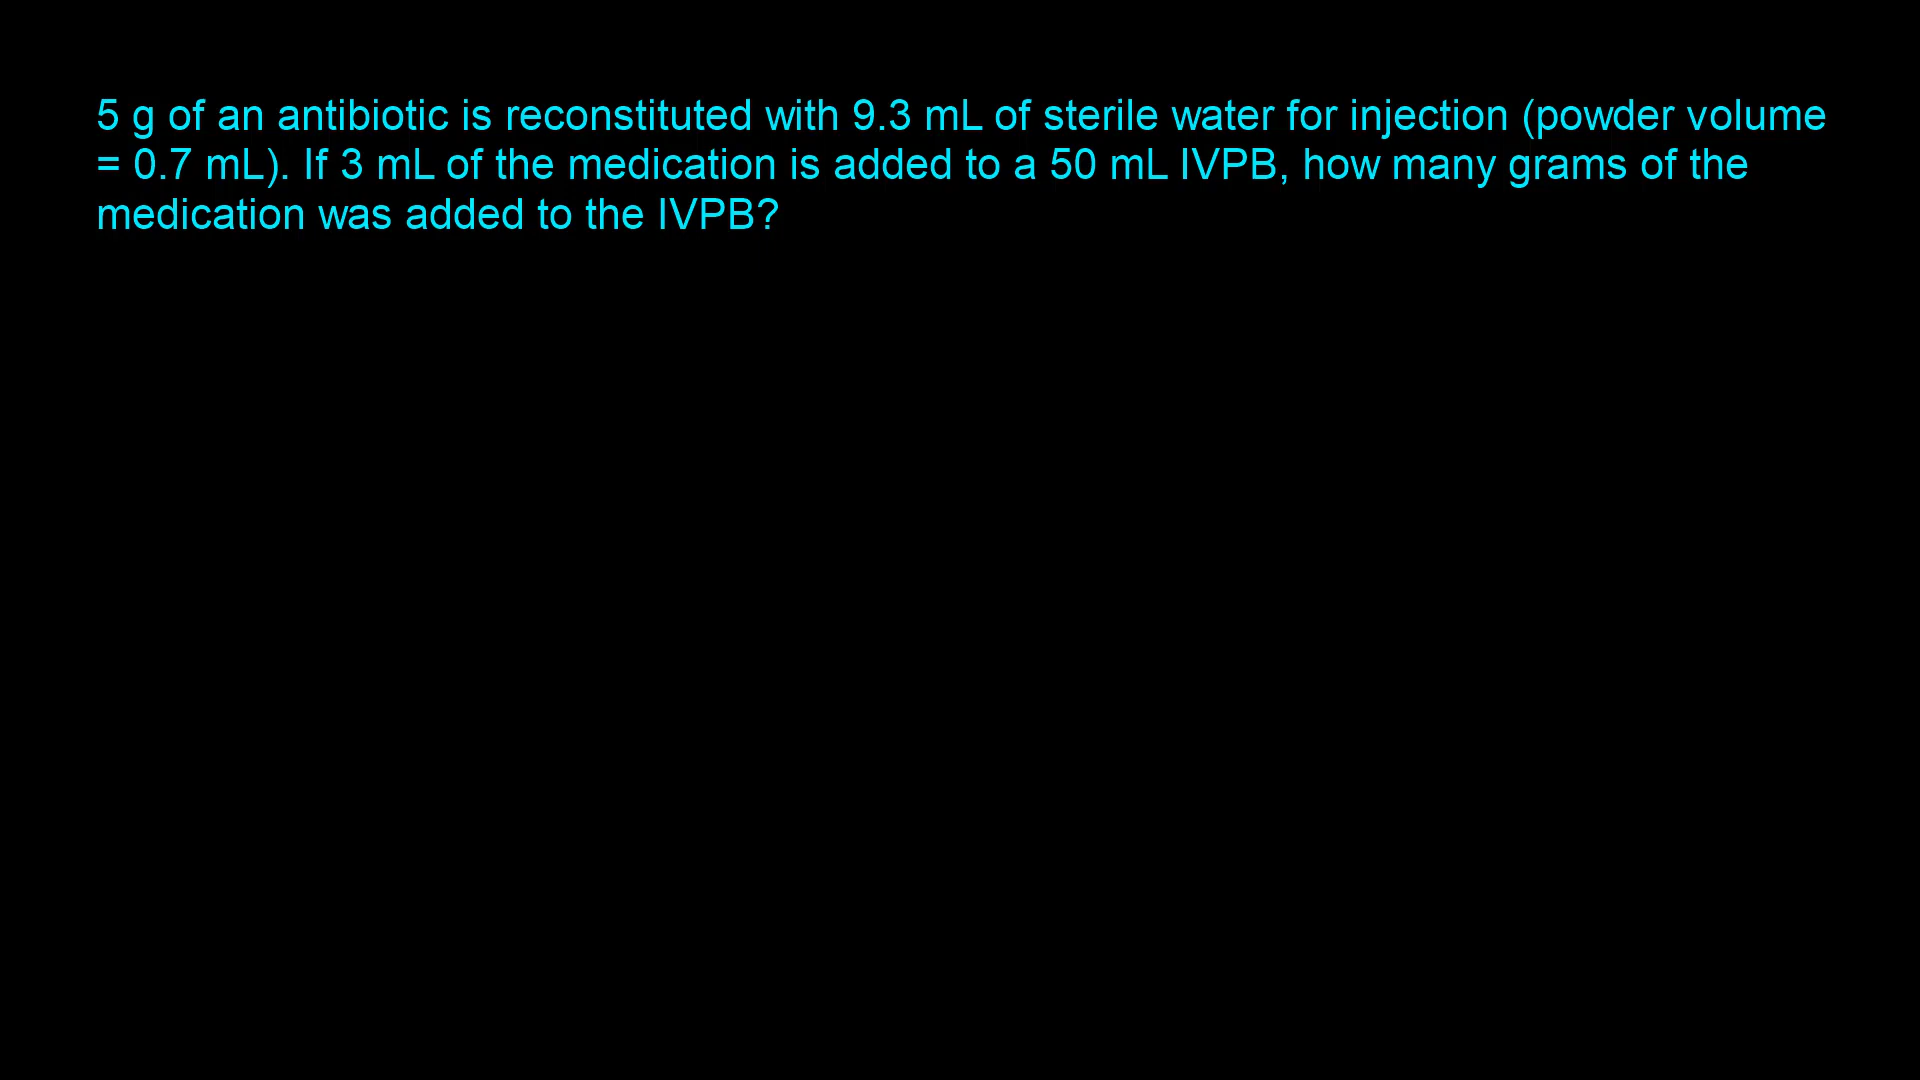 5 g of an antibiotic is reconstituted with 9.3 mL of sterile water for injection (powder volume
= 0.7 mL). If 3 mL of the medication is added to a 50 mL IVPB, how many grams of the
medication was added to the IVPB?